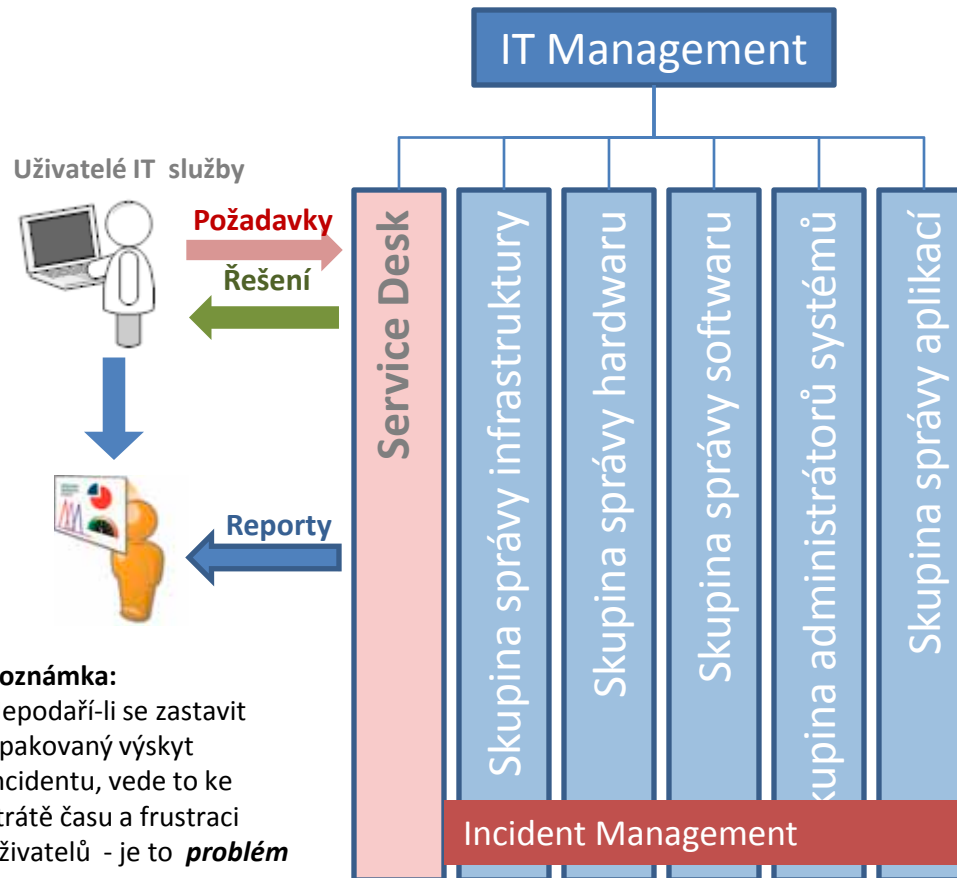 IT Management
Uživatelé IT služby
Požadavky
Řešení
Reporty
Service Desk
Skupina správy infrastruktury
Skupina správy hardwaru
Skupina správy softwaru
kupina administrátorů systémů
Skupina správy aplikací
oznámka:
epodaří-li se zastavit
pakovaný výskyt
ncidentu, vede to ke
trátě času a frustraci
živatelů - je to problém
Incident Management